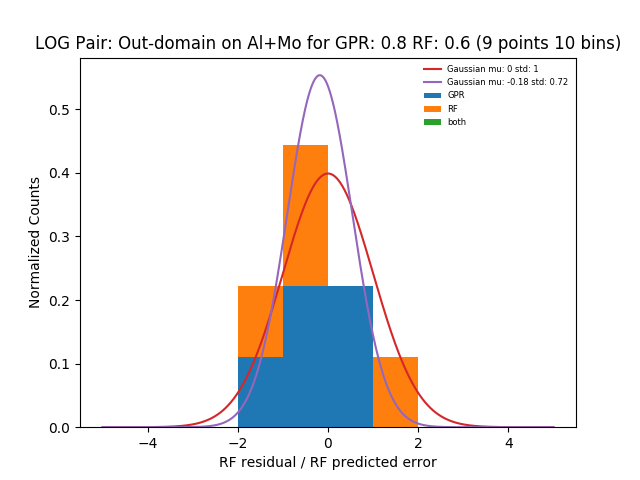 LOG Pair: Out-domain on Al+Mo for GPR: 0.8 RF: 0.6 (9 points 10 bins)
Gaussian mu: 0 std: 1
Gaussian mu: -0.18 std: 0.72
GPR
RF
both
Normalized Counts
0.5
0.4
0.3
0.2
0.1
0.0
−4 −2 0 2 4
RF residual / RF predicted error